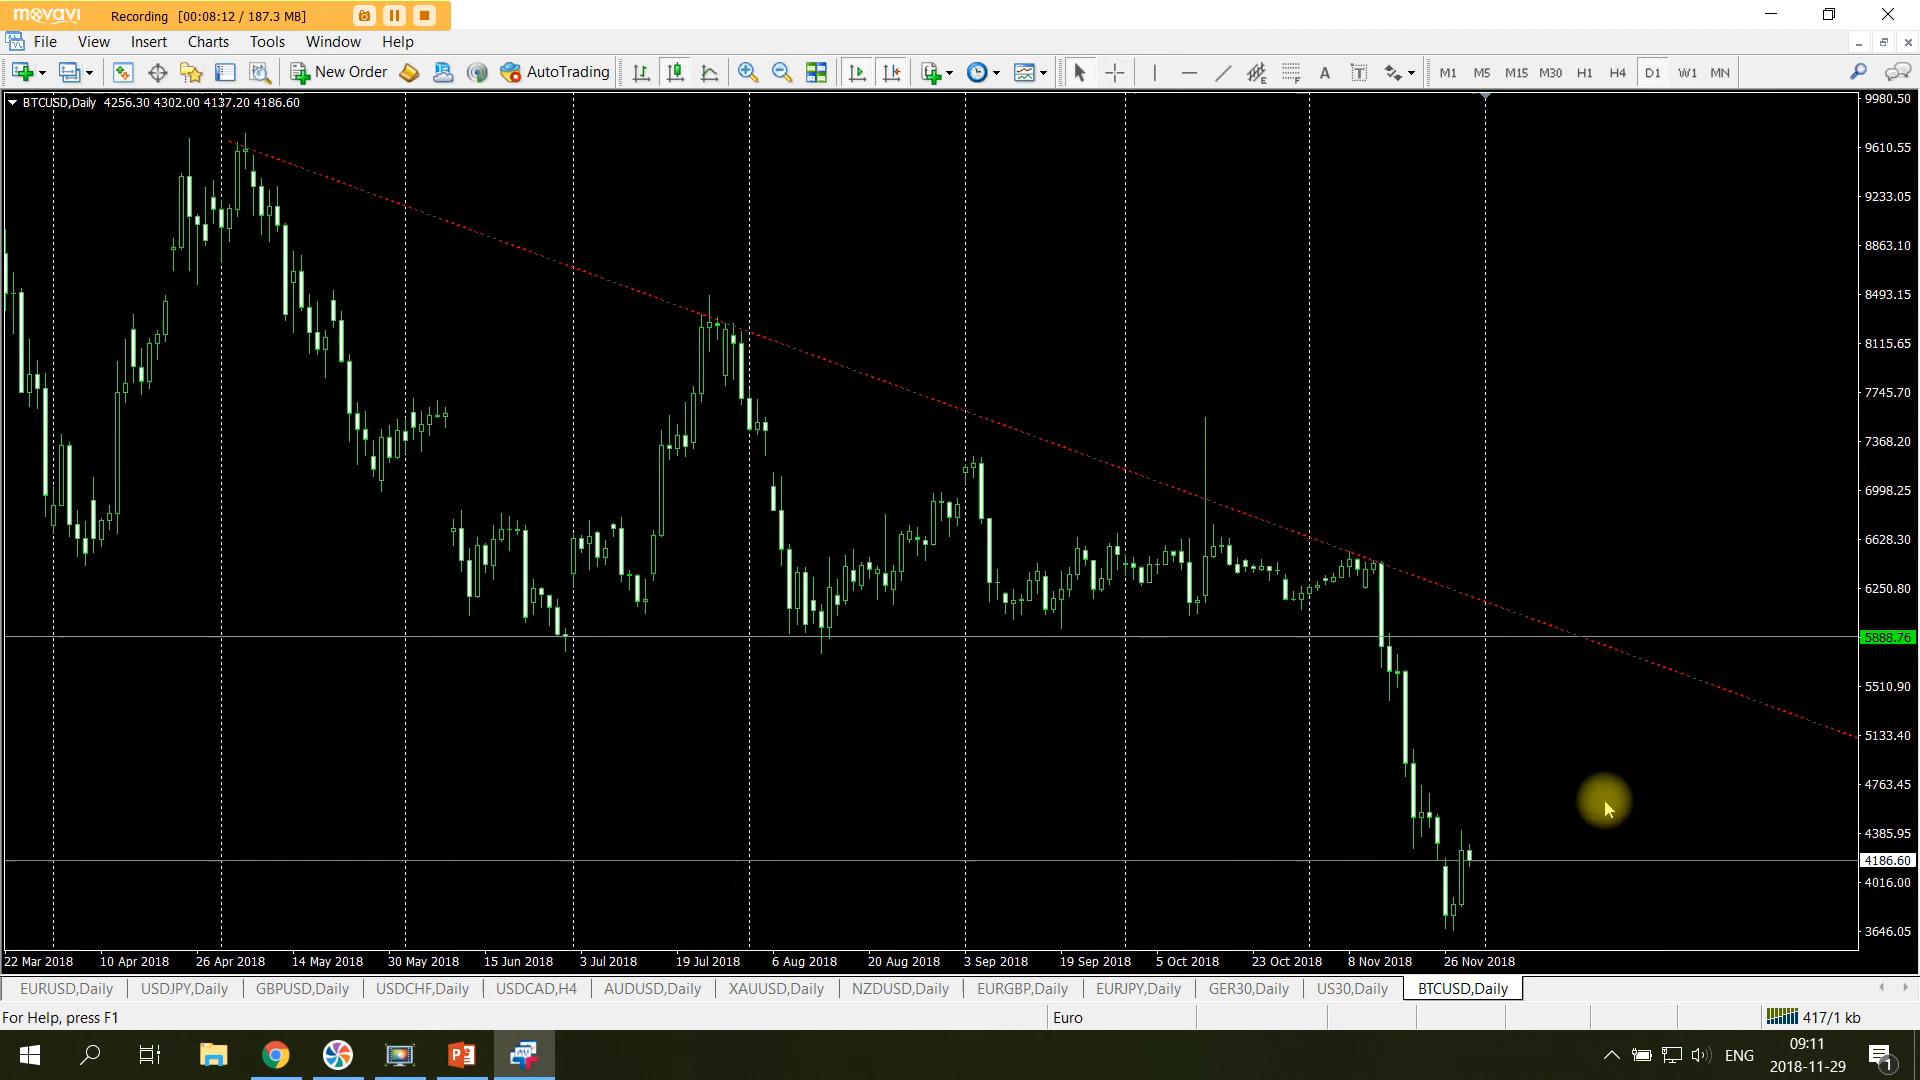 movavi Recording [00:08:12 / 187.3 MB]
File View Insert Charts Tools Window Help
New Order AutoTrading A T M1 M5 M15 M30 H1 H4 D1 W1 MN
BTCUSD,Daily 4256.30 4302.00 4137.20 4186.60
9980.50
9610.55
9233.05
8863.10
8493.15
8115.65
7745.70
7368.20
6998.25
6628.30
6250.80
5888.76
5510.90
5133.40
4763.45
4385.95
4186.60
4016.00
3646.05
22 Mar 2018 10 Apr 2018 26 Apr 2018 14 May 2018 30 May 2018 15 Jun 2018 3 Jul 2018 19 Jul 2018 6 Aug 2018 20 Aug 2018 3 Sep 2018 19 Sep 2018 5 Oct 2018 23 Oct 2018 8 Nov 2018 26 Nov 2018
EURUSD,Daily USDJPY,Daily GBPUSD,Daily USDCHF,Daily USDCAD,H4 AUDUSD,Daily XAUUSD,Daily NZDUSD,Daily EURGBP,Daily EURJPY,Daily GER30,Daily US30,Daily BTCUSD,Daily
For Help, press F1 Euro 417/1 kb
ENG 09:11
2018-11-29 1